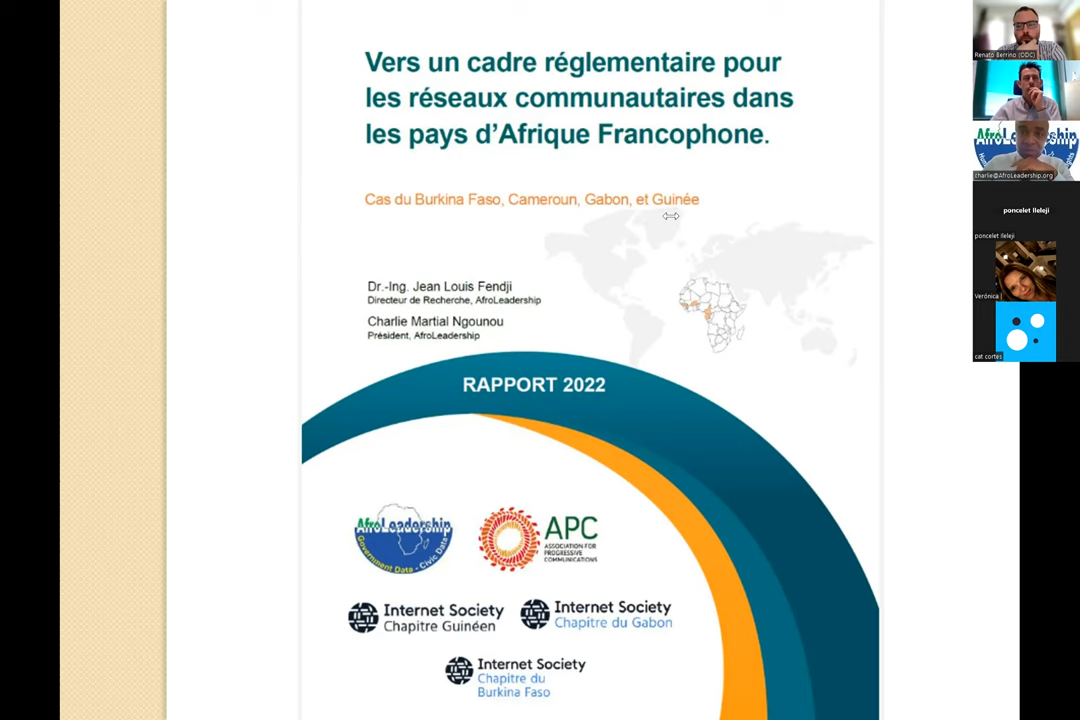 Vers un cadre réglementaire pour
les réseaux communautaires dans
les pays d’Afrique Francophone.
Cas du Burkina Faso, Cameroun, Gabon, et Guinée
Dr.-Ing. Jean Louis Fendji
Directeur de Recherche, AfroLeadership
Charlie Martial Ngounou
Président, AfroLeadership
RAPPORT 2022
AfroLeadership
Government Data - Civic Data
APC
ASSOCIATION FOR
PROGRESSIVE
COMMUNICATIONS
Internet Society
Chapitre Guinéen
Internet Society
Chapitre du Gabon
Internet Society
Chapitre du
Burkina Faso
Renato Berrino (ODC)
AfroLeadership
charlie@AfroLeadership.org
poncelet Ileleji
poncelet Ileleji
Verónica
cat cortes